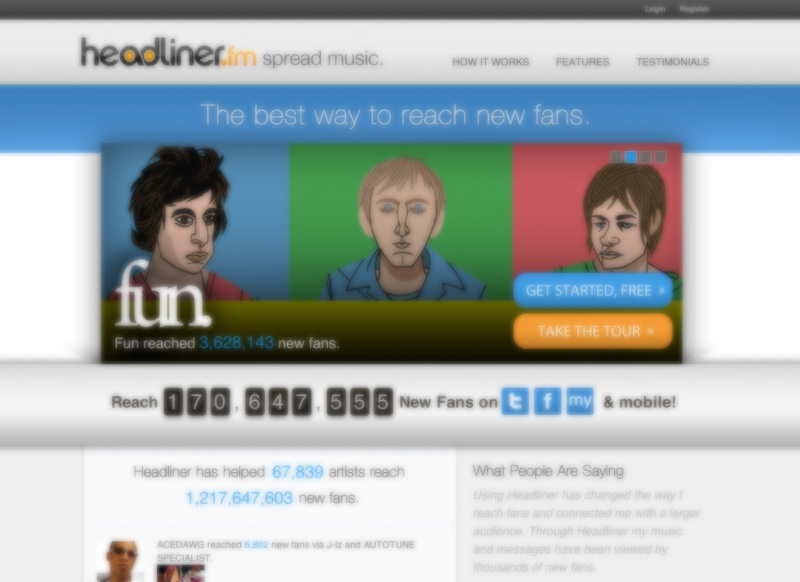 Login Register
headliner.fm spread music.
HOW IT WORKS FEATURES TESTIMONIALS
The best way to reach new fans.
fun.
Fun reached 3,628,143 new fans.
GET STARTED, FREE »
TAKE THE TOUR »
Reach 170,647,555 New Fans on t f my & mobile!
Headliner has helped 67,839 artists reach
1,217,647,603 new fans.
ACEDAWG reached 6,802 new fans via J-Iz and AUTOTUNE
SPECIALIST.
What People Are Saying
Using Headliner has changed the way I
reach fans and connected me with a larger
audience. Through Headliner my music
and messages have been viewed by
thousands of new fans.